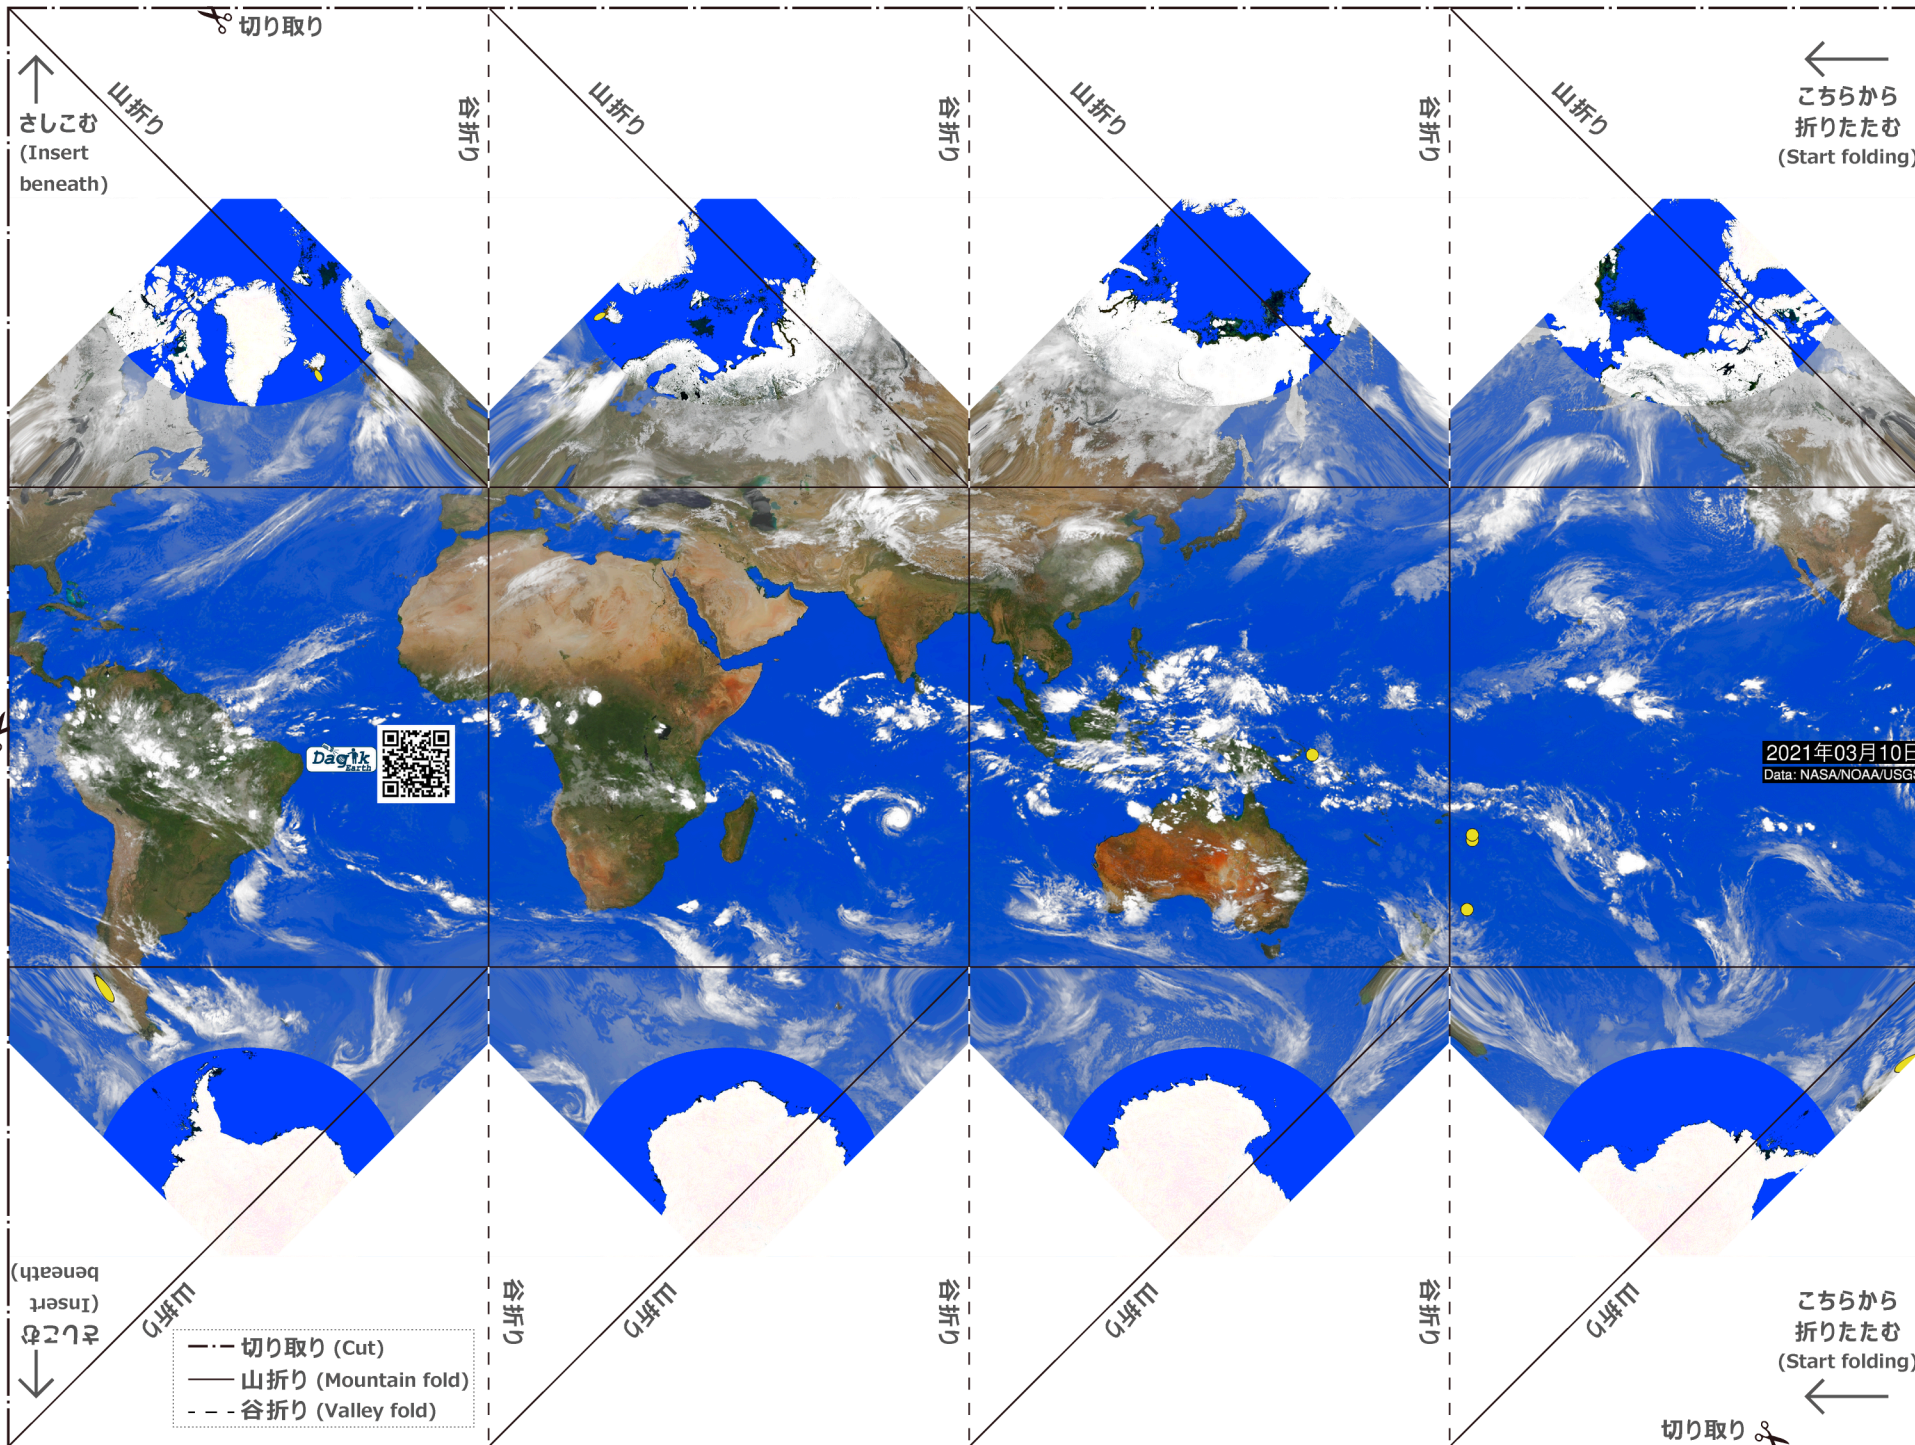 切り取り
さしこむ
(Insert
beneath)
山折り
谷折り
山折り
谷折り
山折り
谷折り
山折り
こちらから
折りたたむ
(Start folding)
Dagik
Earth
2021年03月10日
Data: NASA/NOAA/USGS
さしこむ
(Insert
beneath)
山折り
谷折り
山折り
谷折り
山折り
谷折り
山折り
こちらから
折りたたむ
(Start folding)
切り取り (Cut)
山折り (Mountain fold)
谷折り (Valley fold)
切り取り